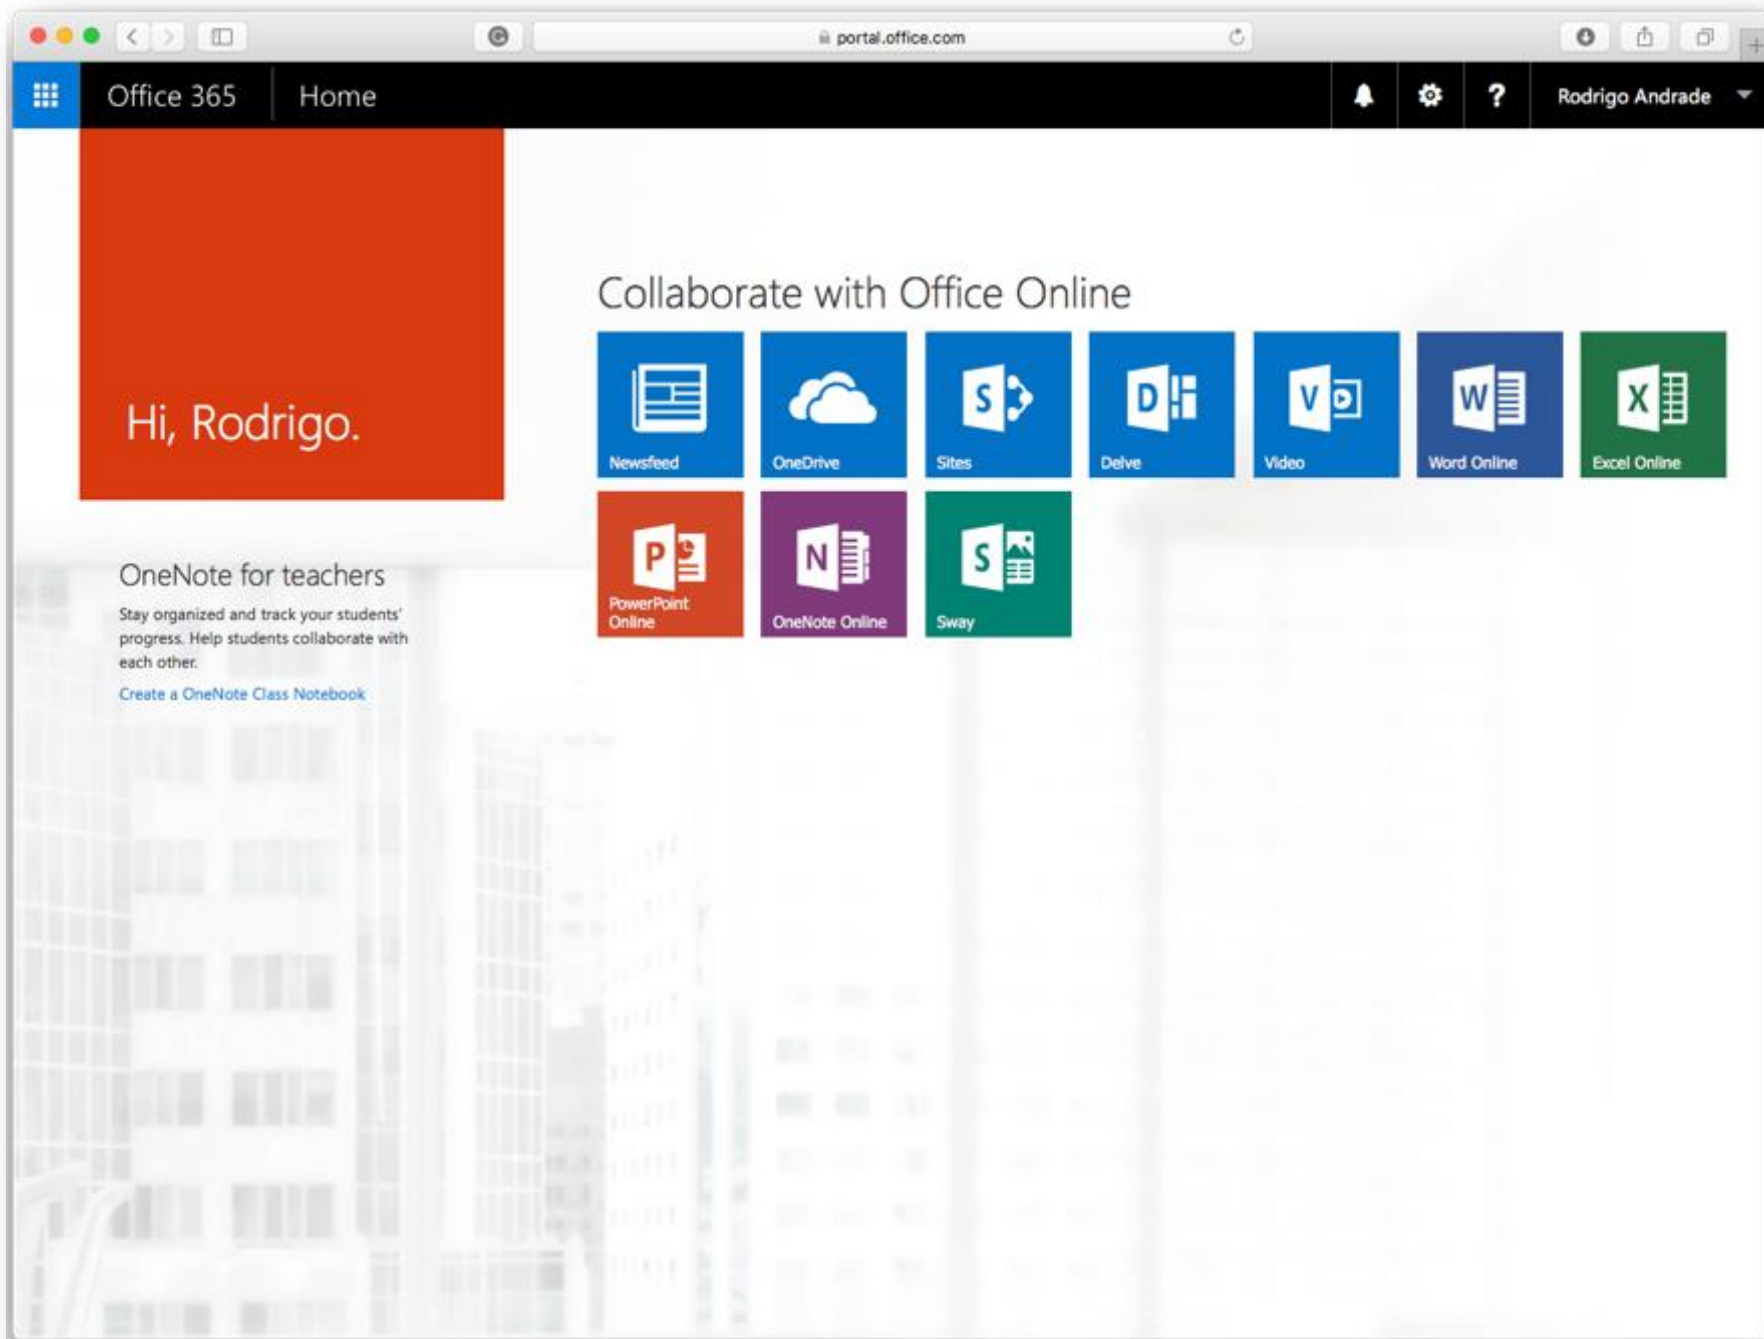 portal.office.com
Office 365
Home
?
Rodrigo Andrade
Hi, Rodrigo.
OneNote for teachers
Stay organized and track your students'
progress. Help students collaborate with
each other.
Create a OneNote Class Notebook
Collaborate with Office Online
Newsfeed
OneDrive
S
Sites
D
Delve
V
Video
W
Word Online
X
Excel Online
P
PowerPoint
Online
N
OneNote Online
S
Sway